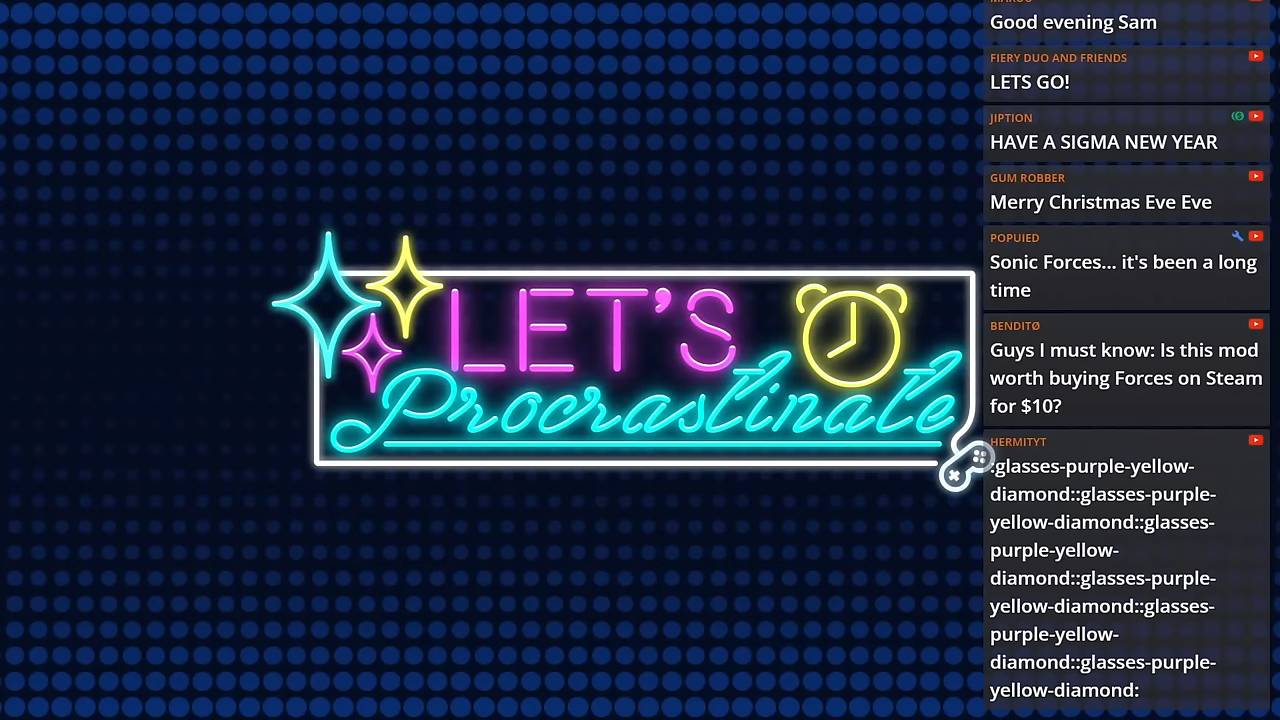 LET'S
Procrastinate
Good evening Sam
FIERY DUO AND FRIENDS
LETS GO!
JIPTION
HAVE A SIGMA NEW YEAR
GUM ROBBER
Merry Christmas Eve Eve
POPUIED
Sonic Forces... it's been a long
time
BENDITØ
Guys I must know: Is this mod
worth buying Forces on Steam
for $10?
HERMITYT
:glasses-purple-yellow-
diamond::glasses-purple-
yellow-diamond::glasses-
purple-yellow-
diamond::glasses-purple-
yellow-diamond::glasses-
purple-yellow-
diamond::glasses-purple-
yellow-diamond: